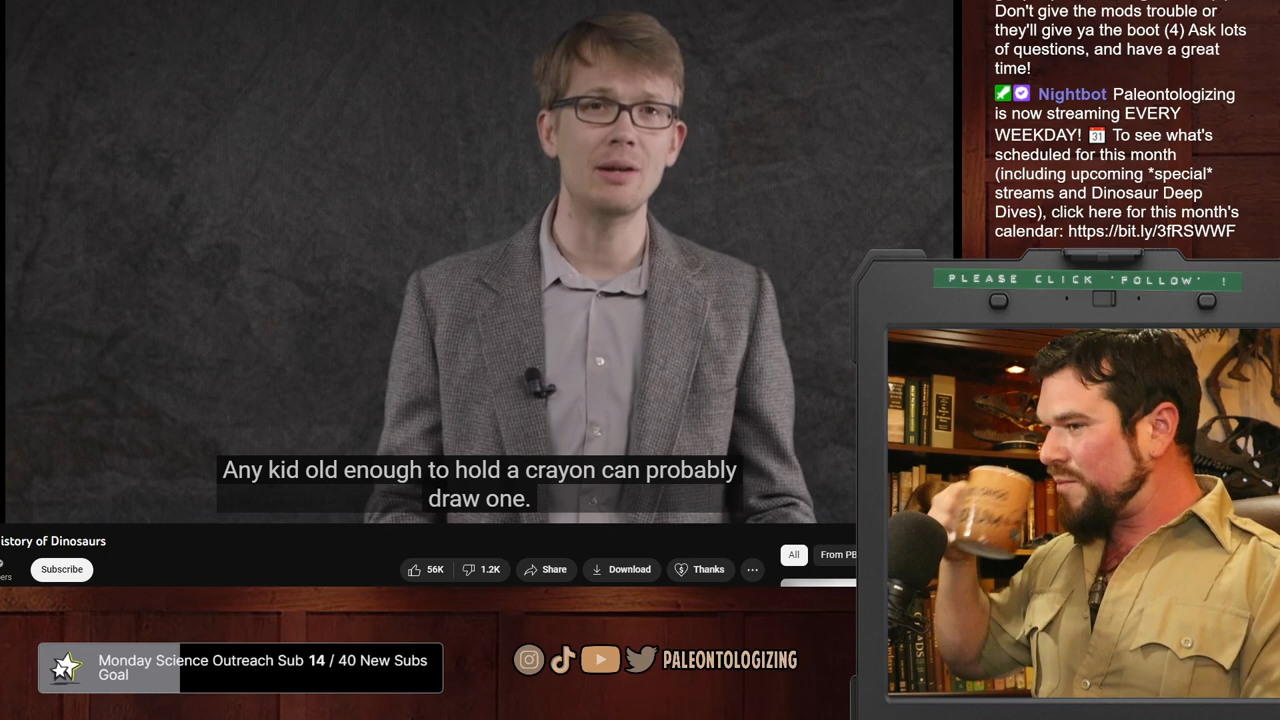 Don't give the mods trouble or
they'll give ya the boot (4) Ask lots
of questions, and have a great
time!
Nightbot Paleontologizing
is now streaming EVERY
WEEKDAY! 31 To see what's
scheduled for this month
(including upcoming *special*
streams and Dinosaur Deep
Dives), click here for this month's
calendar: https://bit.ly/3fRSWWF
PLEASE CLICK "FOLLOW" !
Any kid old enough to hold a crayon can probably
draw one.
istory of Dinosaurs
ers
Subscribe
56K
1.2K
Share
Download
Thanks
All
From PB
Monday Science Outreach Sub 14 / 40 New Subs
Goal
PALEONTOLOGIZING